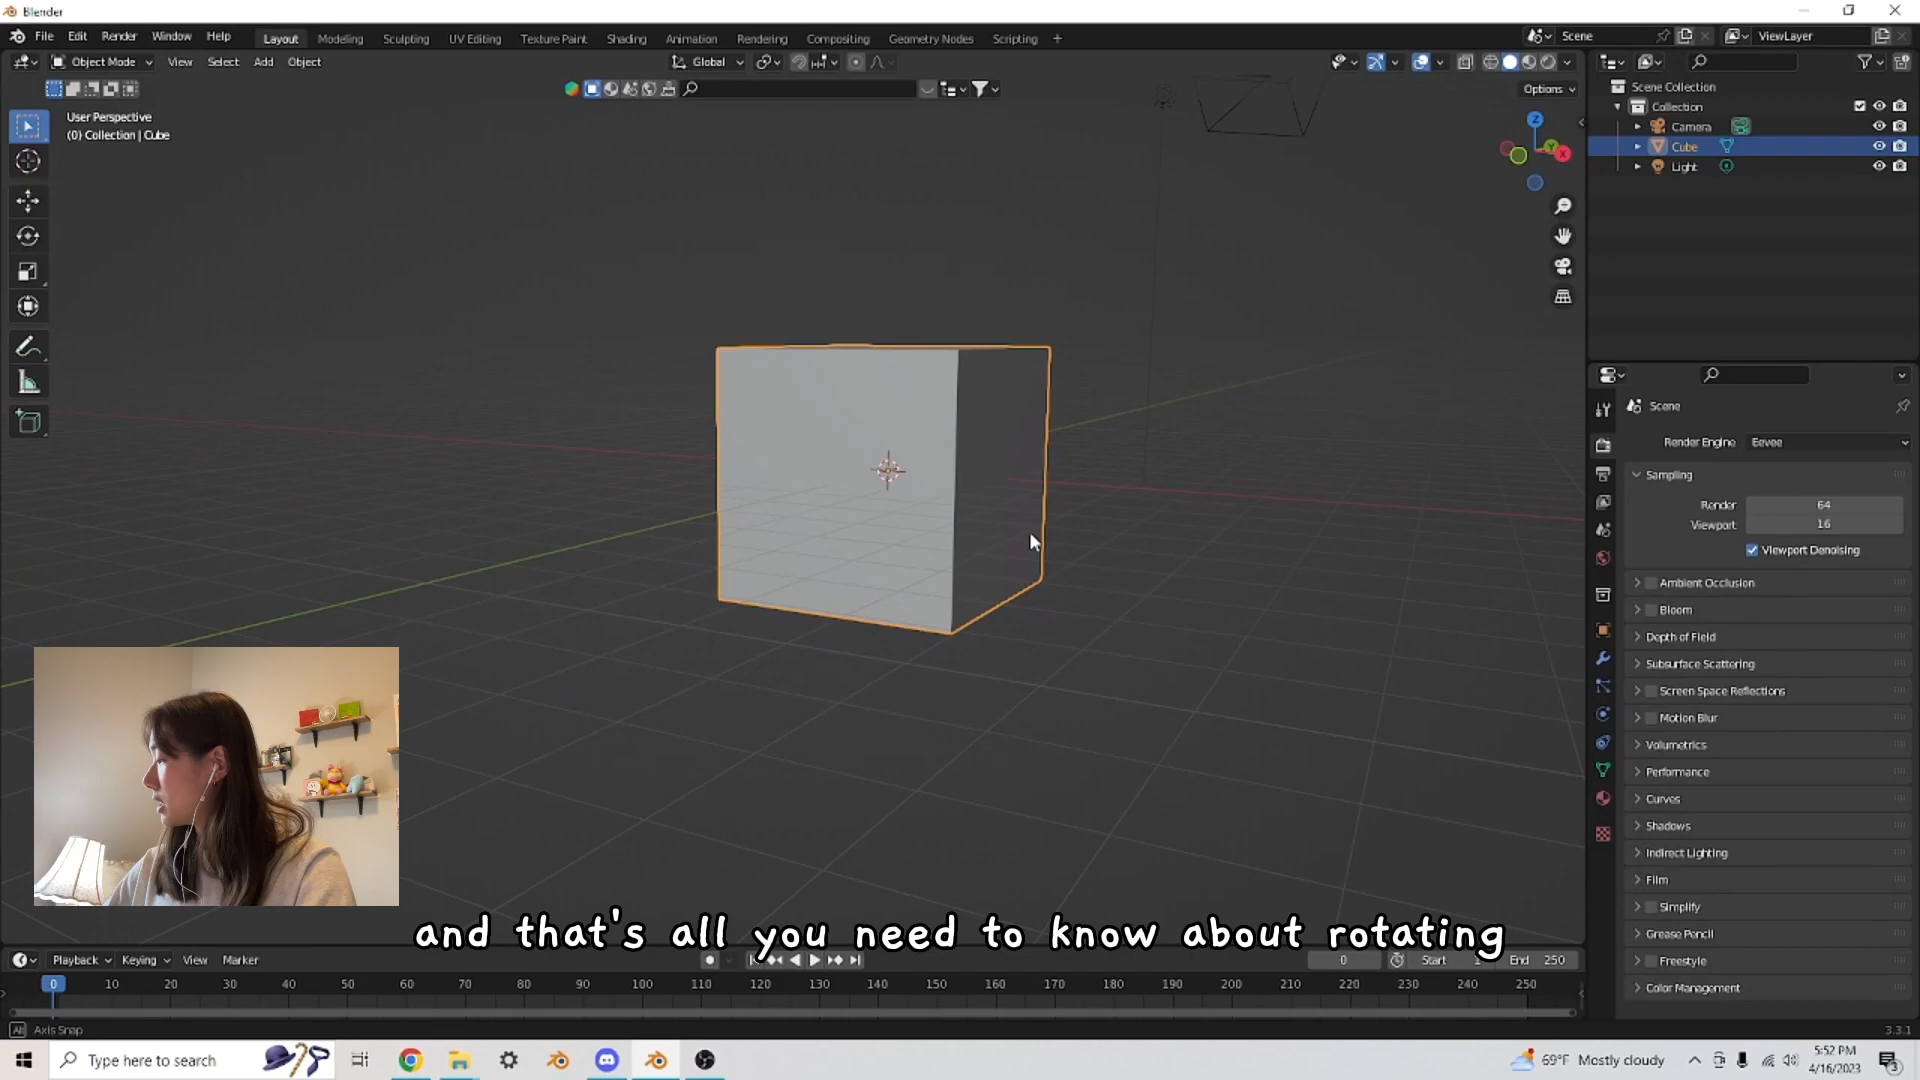 Blender
File Edit Render Window Help
Layout Modeling Sculpting UV Editing Texture Paint Shading Animation Rendering Compositing Geometry Nodes Scripting +
Scene
ViewLayer
Object Mode View Select Add Object
Global
Options
User Perspective
(0) Collection | Cube
Z
Y
X
Scene Collection
Collection
Camera
Cube
Light
Scene
Render Engine Eevee
Sampling
Render 64
Viewport 16
Viewport Denoising
Ambient Occlusion
Bloom
Depth of Field
Subsurface Scattering
Screen Space Reflections
Motion Blur
Volumetrics
Performance
Curves
Shadows
Indirect Lighting
Film
Simplify
Grease Pencil
Freestyle
Color Management
and that's all you need to know about rotating
Playback Keying View Marker
0 Start 1 End 250
0 10 20 30 40 50 60 70 80 90 100 110 120 130 140 150 160 170 180 190 200 210 220 230 240 250
Alt Axis Snap
3.3.1
Type here to search
69°F Mostly cloudy
5:52 PM
4/16/2023
3